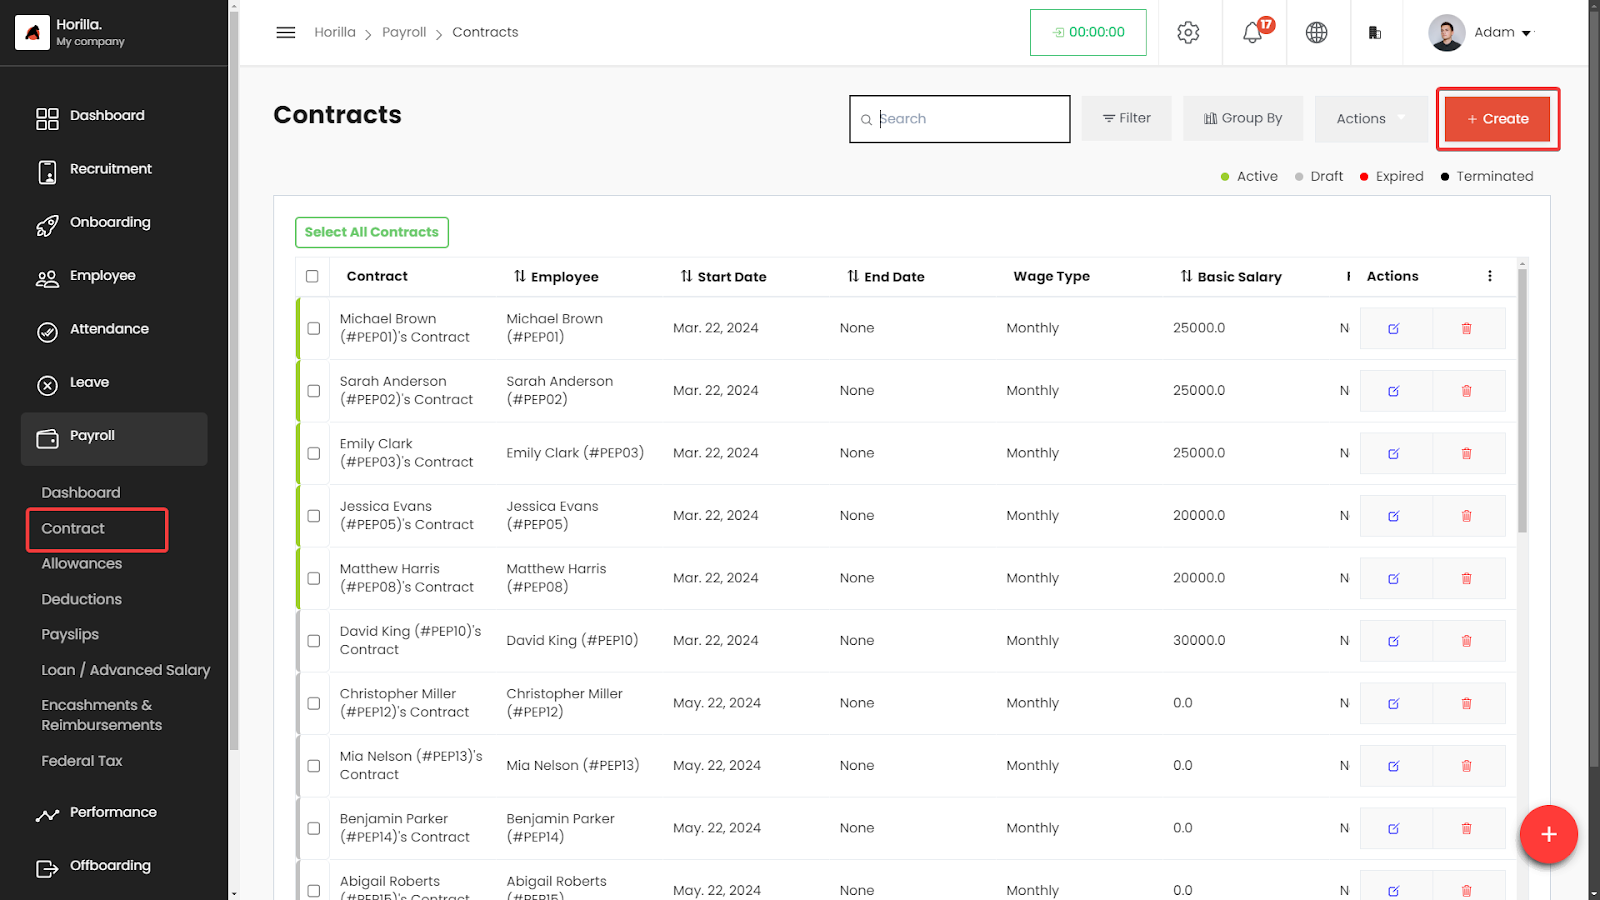 Horilla.
My company
Dashboard
Recruitment
Onboarding
Employee
Attendance
Leave
Payroll
Dashboard
Contract
Allowances
Deductions
Payslips
Loan / Advanced Salary
Encashments &
Reimbursements
Federal Tax
Performance
Offboarding
Horilla > Payroll > Contracts
00:00:00
17
Adam
Contracts
Search
Filter
Group By
Actions
+ Create
Active
Draft
Expired
Terminated
Select All Contracts
Contract Employee Start Date End Date Wage Type Basic Salary Actions
Michael Brown
(#PEP01)'s Contract
Michael Brown
(#PEP01)
Mar. 22, 2024 None Monthly 25000.0
Sarah Anderson
(#PEP02)'s Contract
Sarah Anderson
(#PEP02)
Mar. 22, 2024 None Monthly 25000.0
Emily Clark
(#PEP03)'s Contract
Emily Clark (#PEP03)
Mar. 22, 2024 None Monthly 25000.0
Jessica Evans
(#PEP05)'s Contract
Jessica Evans
(#PEP05)
Mar. 22, 2024 None Monthly 20000.0
Matthew Harris
(#PEP08)'s Contract
Matthew Harris
(#PEP08)
Mar. 22, 2024 None Monthly 20000.0
David King (#PEP10)'s
Contract
David King (#PEP10)
Mar. 22, 2024 None Monthly 30000.0
Christopher Miller
(#PEP12)'s Contract
Christopher Miller
(#PEP12)
May. 22, 2024 None Monthly 0.0
Mia Nelson (#PEP13)'s
Contract
Mia Nelson (#PEP13)
May. 22, 2024 None Monthly 0.0
Benjamin Parker
(#PEP14)'s Contract
Benjamin Parker
(#PEP14)
May. 22, 2024 None Monthly 0.0
Abigail Roberts
(#PEP15)'s Contract
Abigail Roberts
(#PEP15)
May. 22, 2024 None Monthly 0.0